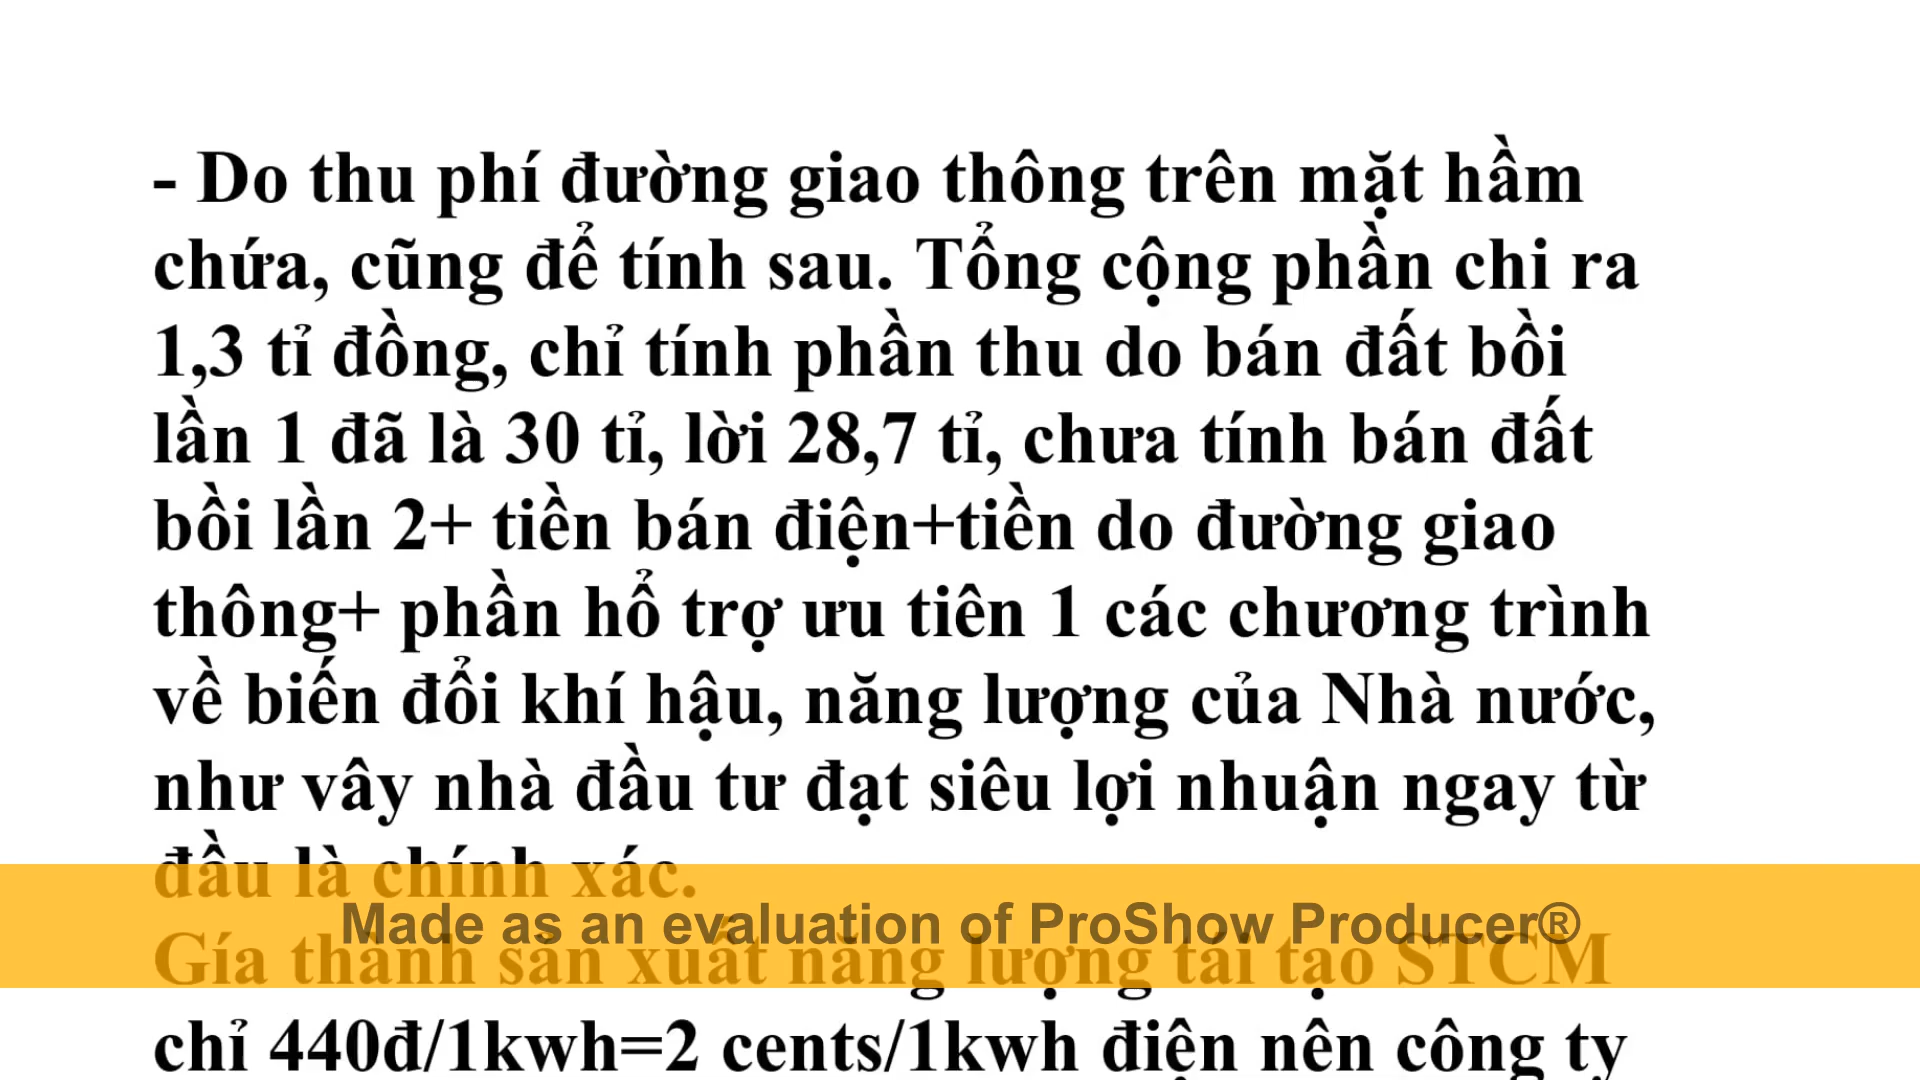 - Do thu phí đường giao thông trên mặt hầm
chứa, cũng để tính sau. Tổng cộng phần chi ra
1,3 tỉ đồng, chỉ tính phần thu do bán đất bồi
lần 1 đã là 30 tỉ, lời 28,7 tỉ, chưa tính bán đất
bồi lần 2+ tiền bán điện+tiền do đường giao
thông+ phần hổ trợ ưu tiên 1 các chương trình
về biến đổi khí hậu, năng lượng của Nhà nước,
như vây nhà đầu tư đạt siêu lợi nhuận ngay từ
đầu là chính xác.
Made as an evaluation of ProShow Producer®
Gía thành sản xuất năng lượng tái tạo STCM
chỉ 440đ/1kwh=2 cents/1kwh điện nên công ty